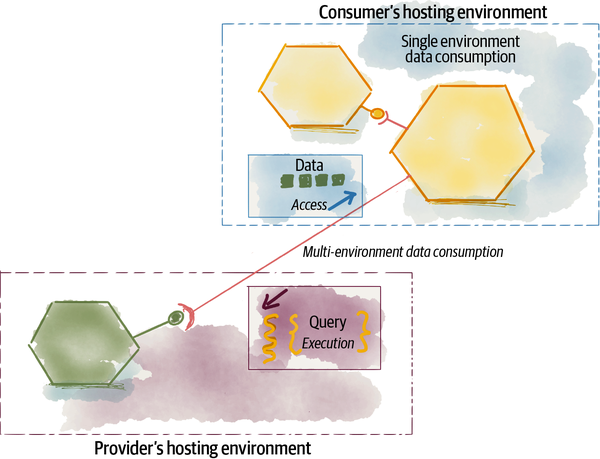 Consumer's hosting environment
Single environment
data consumption
Data
Access
Multi-environment data consumption
Query
Execution
Provider's hosting environment